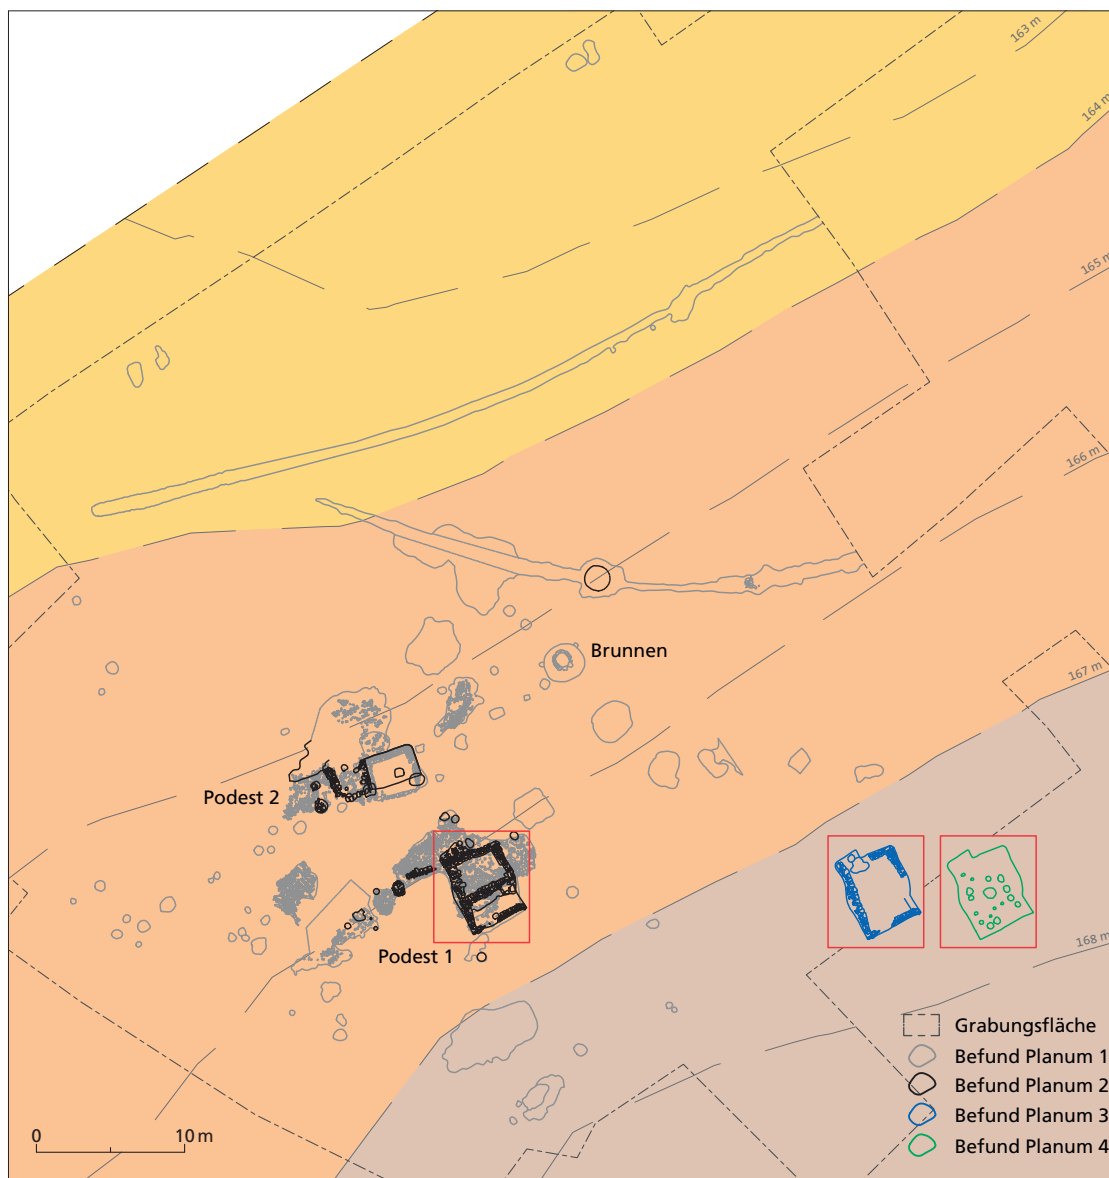 163 m
164 m
165 m
166 m
Brunnen
167 m
Podest 2
Podest 1
168 m
Grabungsfläche
Befund Planum 1
Befund Planum 2
Befund Planum 3
Befund Planum 4
0 10 m